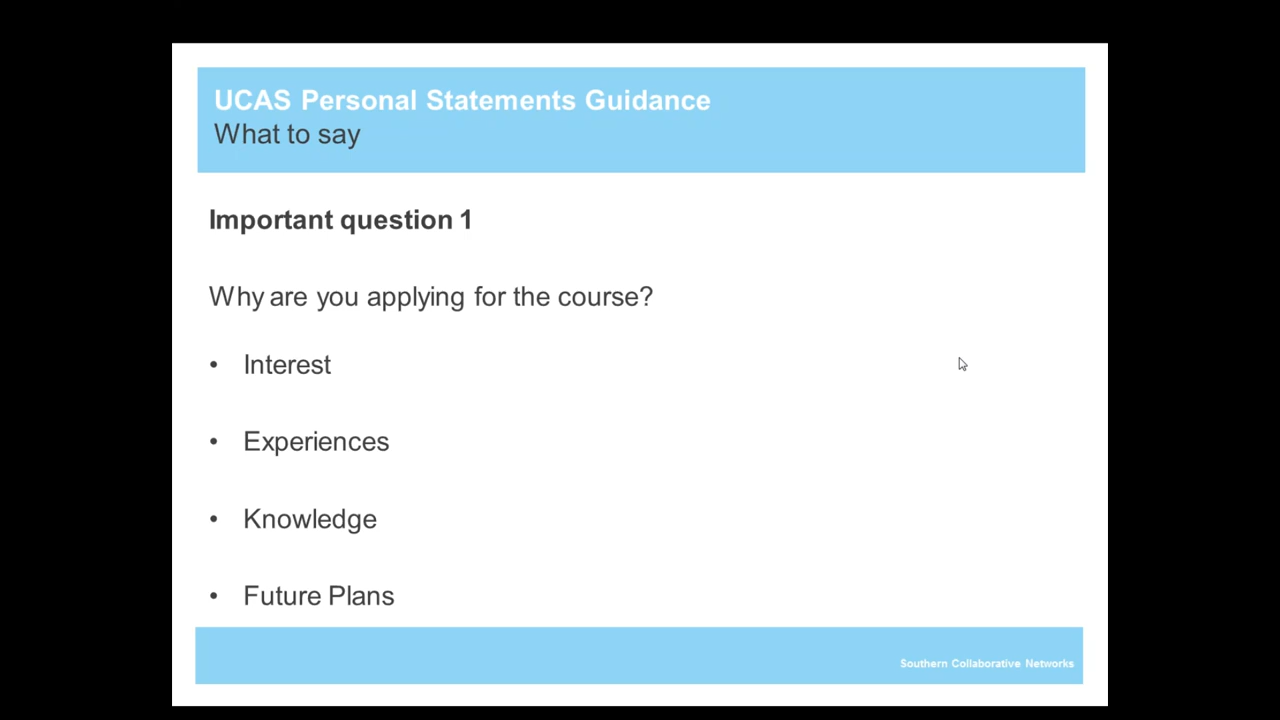 UCAS Personal Statements Guidance
What to say
Important question 1
Why are you applying for the course?
• Interest
• Experiences
• Knowledge
• Future Plans
Southern Collaborative Networks